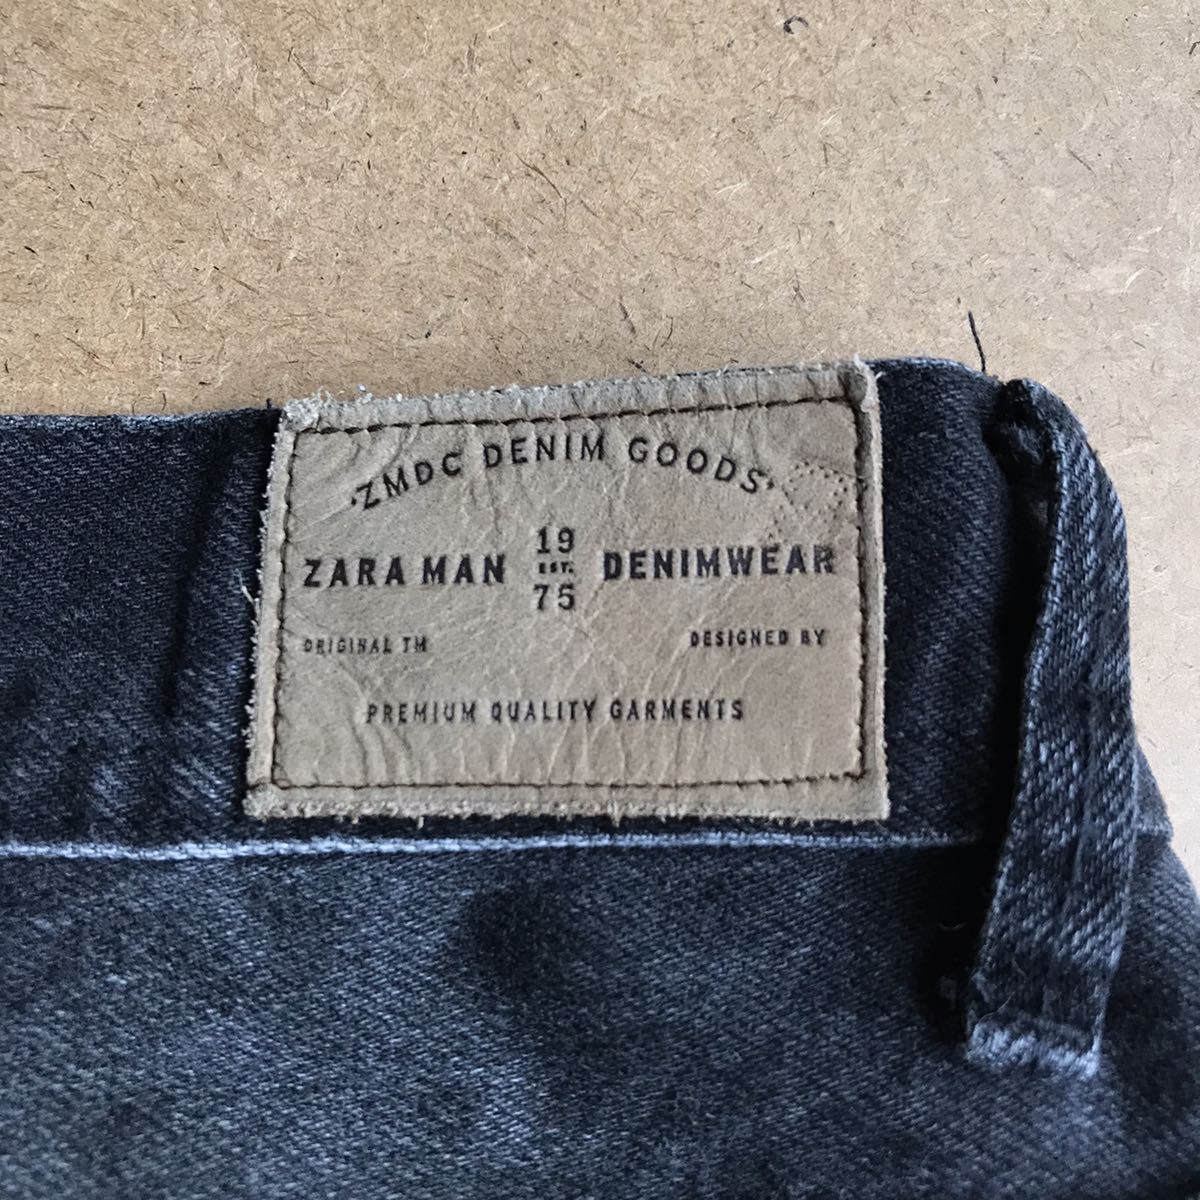 ·ZMDC DENIM GOODS·
ZARA MAN 19 EST. 75 DENIMWEAR
ORIGINAL TM DESIGNED BY
PREMIUM QUALITY GARMENTS